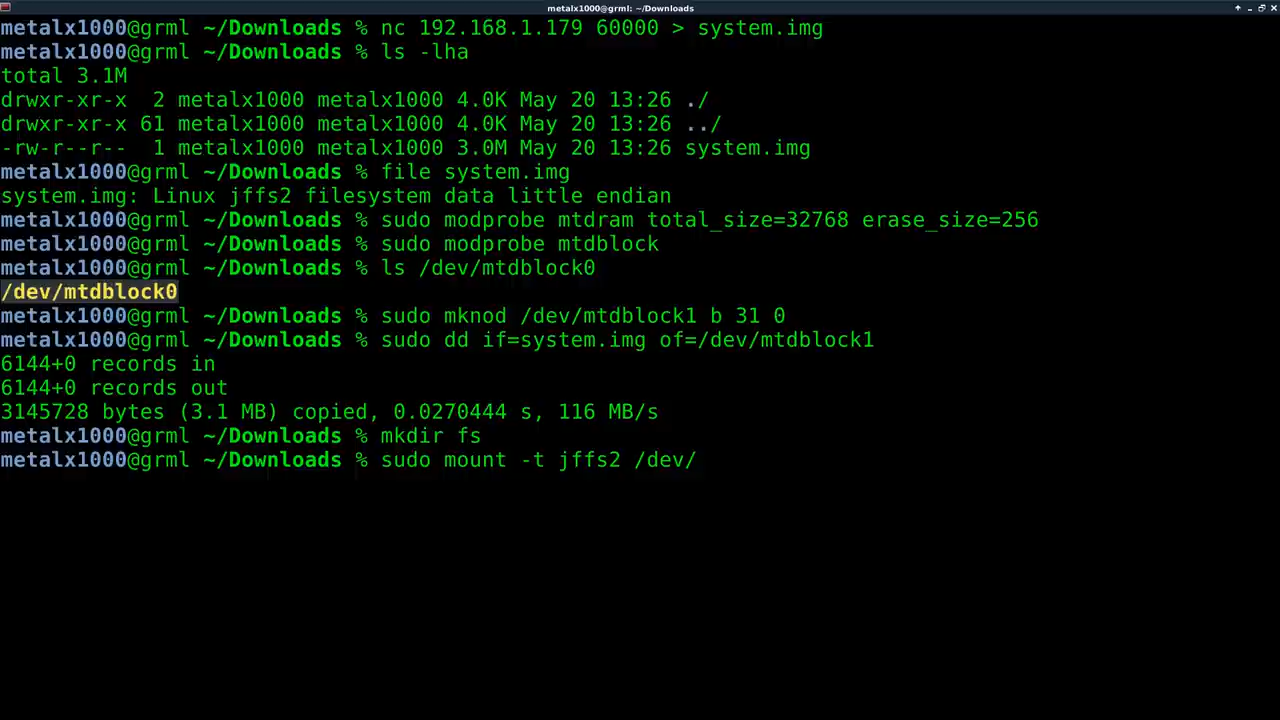 metalx1000@grml: ~/Downloads
metalx1000@grml ~/Downloads % nc 192.168.1.179 60000 > system.img
metalx1000@grml ~/Downloads % ls -lha
total 3.1M
drwxr-xr-x  2 metalx1000 metalx1000 4.0K May 20 13:26 ./
drwxr-xr-x 61 metalx1000 metalx1000 4.0K May 20 13:26 ../
-rw-r--r--  1 metalx1000 metalx1000 3.0M May 20 13:26 system.img
metalx1000@grml ~/Downloads % file system.img
system.img: Linux jffs2 filesystem data little endian
metalx1000@grml ~/Downloads % sudo modprobe mtdram total_size=32768 erase_size=256
metalx1000@grml ~/Downloads % sudo modprobe mtdblock
metalx1000@grml ~/Downloads % ls /dev/mtdblock0
/dev/mtdblock0
metalx1000@grml ~/Downloads % sudo mknod /dev/mtdblock1 b 31 0
metalx1000@grml ~/Downloads % sudo dd if=system.img of=/dev/mtdblock1
6144+0 records in
6144+0 records out
3145728 bytes (3.1 MB) copied, 0.0270444 s, 116 MB/s
metalx1000@grml ~/Downloads % mkdir fs
metalx1000@grml ~/Downloads % sudo mount -t jffs2 /dev/